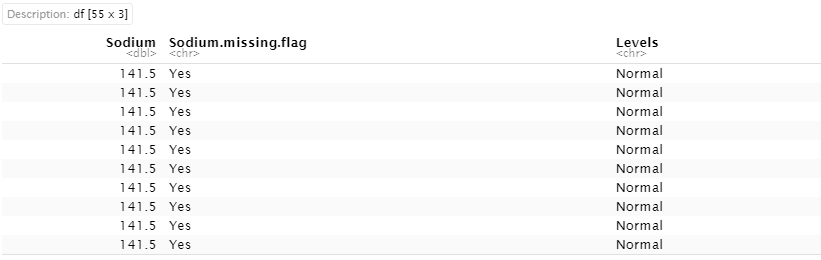 Description: df [55 x 3]
Sodium Sodium.missing.flag Levels
<dbl> <chr> <chr>
141.5 Yes Normal
141.5 Yes Normal
141.5 Yes Normal
141.5 Yes Normal
141.5 Yes Normal
141.5 Yes Normal
141.5 Yes Normal
141.5 Yes Normal
141.5 Yes Normal
141.5 Yes Normal